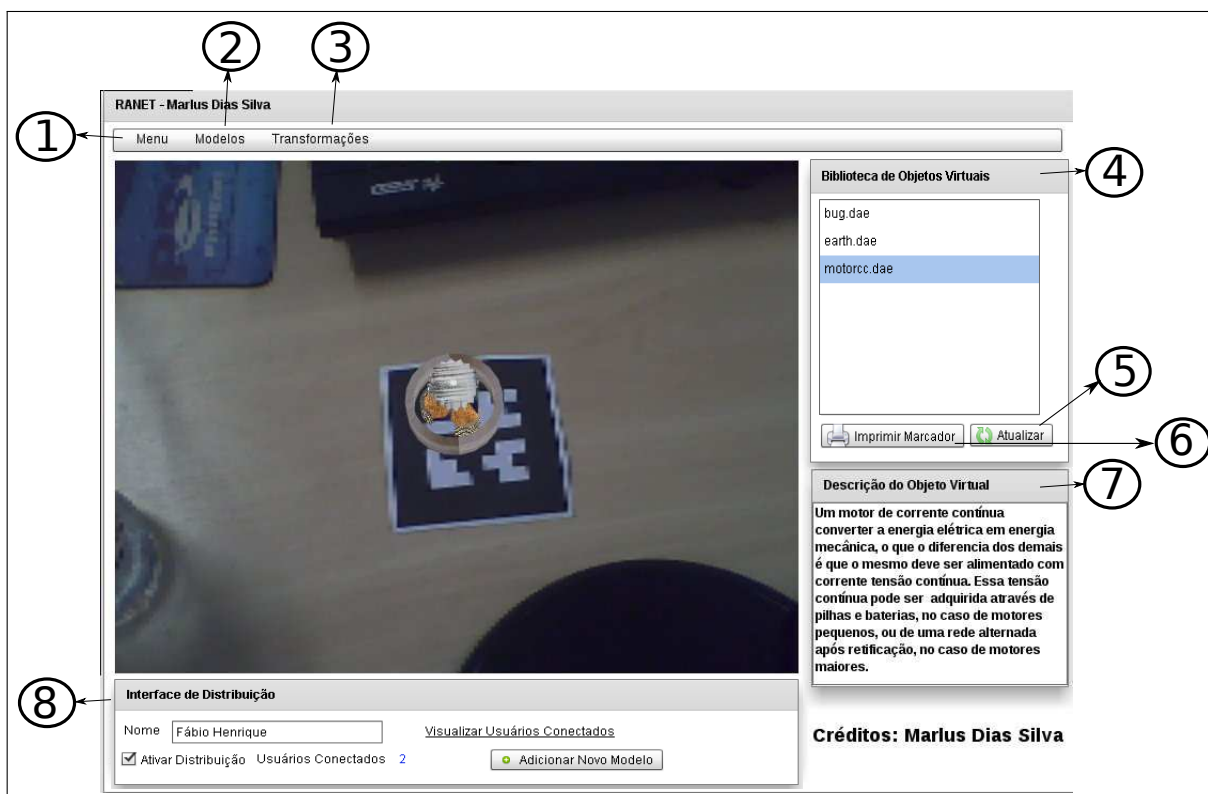 2
3
RANET - Marlus Dias Silva
1
Menu Modelos Transformações
Biblioteca de Objetos Virtuais
4
bug.dae
earth.dae
motorcc.dae
5
Imprimir Marcador Atualizar
6
Descrição do Objeto Virtual
7
Um motor de corrente contínua
converter a energia elétrica em energia
mecânica, o que o diferencia dos demais
é que o mesmo deve ser alimentado com
corrente tensão contínua. Essa tensão
contínua pode ser adquirida através de
pilhas e baterias, no caso de motores
pequenos, ou de uma rede alternada
após retificação, no caso de motores
maiores.
8
Interface de Distribuição
Nome Fábio Henrique Visualizar Usuários Conectados
Ativar Distribuição Usuários Conectados 2 Adicionar Novo Modelo
Créditos: Marlus Dias Silva